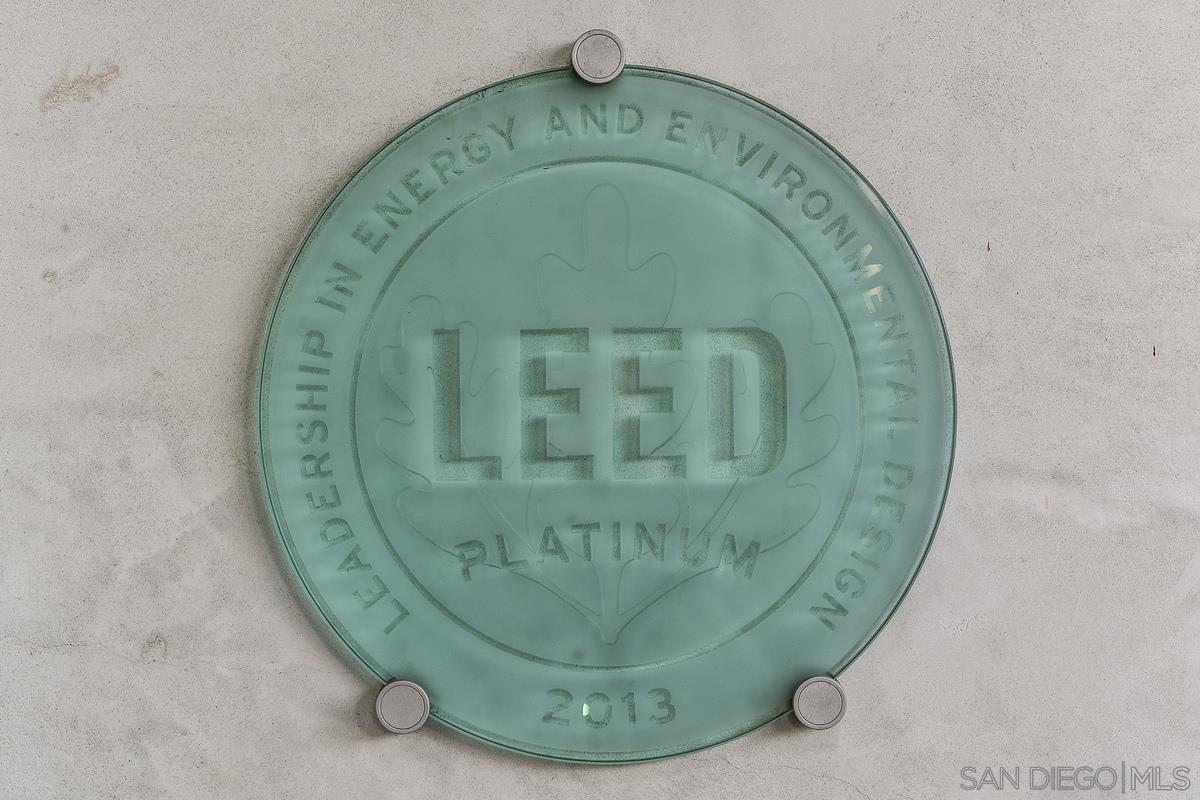 LEADERSHIP IN ENERGY AND ENVIRONMENTAL DESIGN
LEED
PLATINUM
2013
SAN DIEGO|MLS